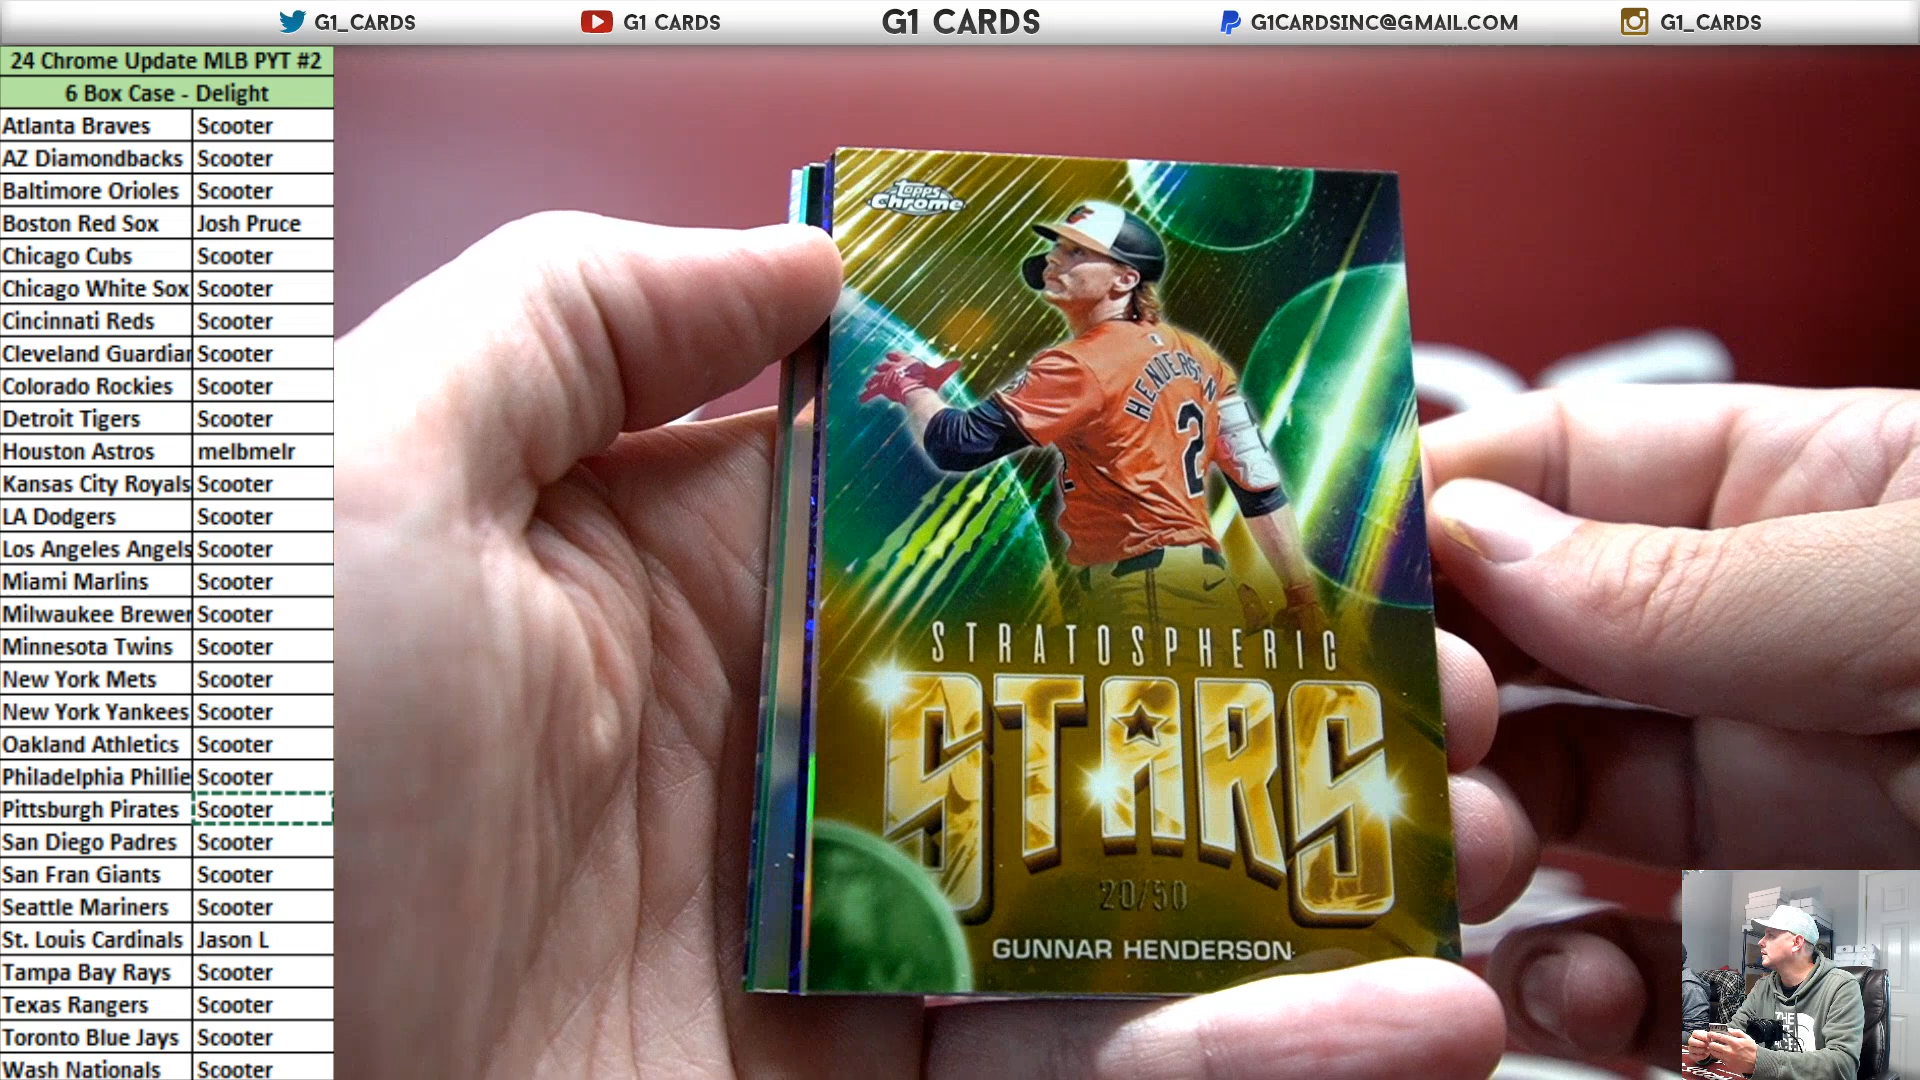 G1_CARDS
G1 CARDS
G1 CARDS
G1CARDSINC@GMAIL.COM
G1_CARDS
24 Chrome Update MLB PYT #2
6 Box Case - Delight
Atlanta Braves Scooter
AZ Diamondbacks Scooter
Baltimore Orioles Scooter
Boston Red Sox Josh Pruce
Chicago Cubs Scooter
Chicago White Sox Scooter
Cincinnati Reds Scooter
Cleveland Guardian Scooter
Colorado Rockies Scooter
Detroit Tigers Scooter
Houston Astros melbmelr
Kansas City Royals Scooter
LA Dodgers Scooter
Los Angeles Angels Scooter
Miami Marlins Scooter
Milwaukee Brewer Scooter
Minnesota Twins Scooter
New York Mets Scooter
New York Yankees Scooter
Oakland Athletics Scooter
Philadelphia Phillie Scooter
Pittsburgh Pirates Scooter
San Diego Padres Scooter
San Fran Giants Scooter
Seattle Mariners Scooter
St. Louis Cardinals Jason L
Tampa Bay Rays Scooter
Texas Rangers Scooter
Toronto Blue Jays Scooter
Wash Nationals Scooter
Topps
Chrome
HENDERSON
2
STRATOSPHERIC
STARS
20/50
GUNNAR HENDERSON
THE